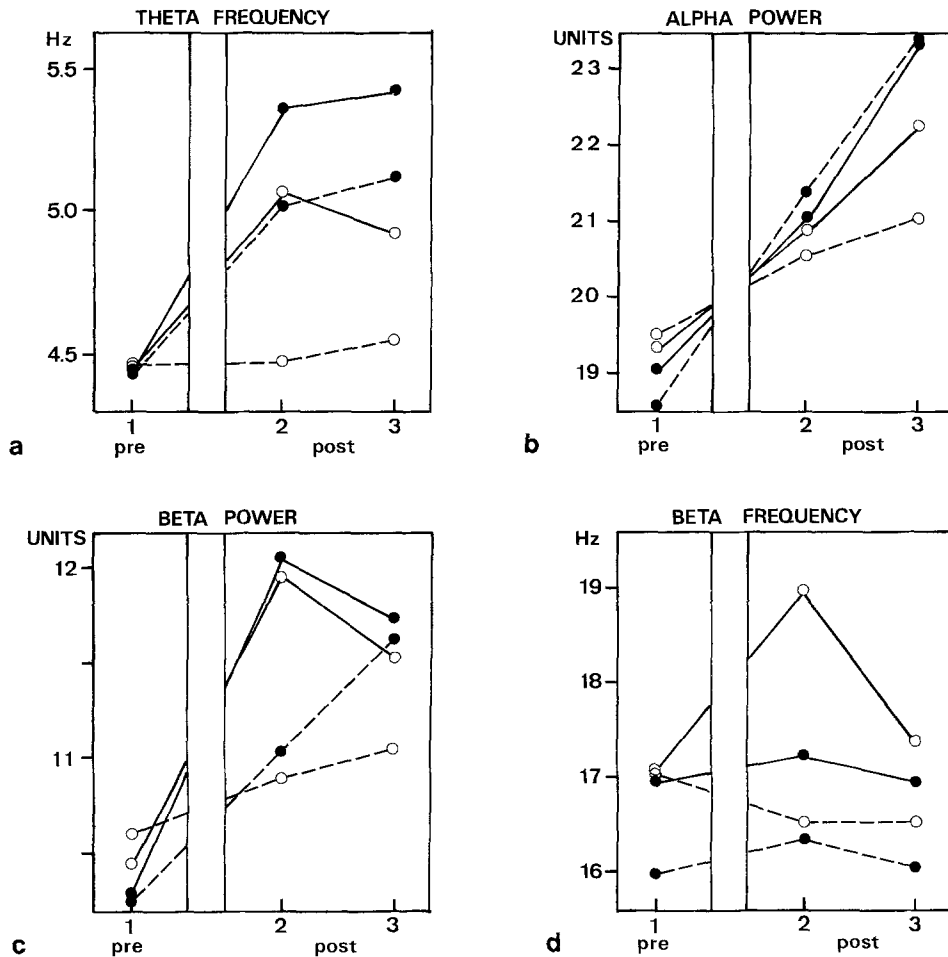 THETA FREQUENCY
Hz
5.5
5.0
4.5
1 2 3
pre post
a
ALPHA POWER
UNITS
23
22
21
20
19
1 2 3
pre post
b
BETA POWER
UNITS
12
11
1 2 3
pre post
c
BETA FREQUENCY
Hz
19
18
17
16
1 2 3
pre post
d